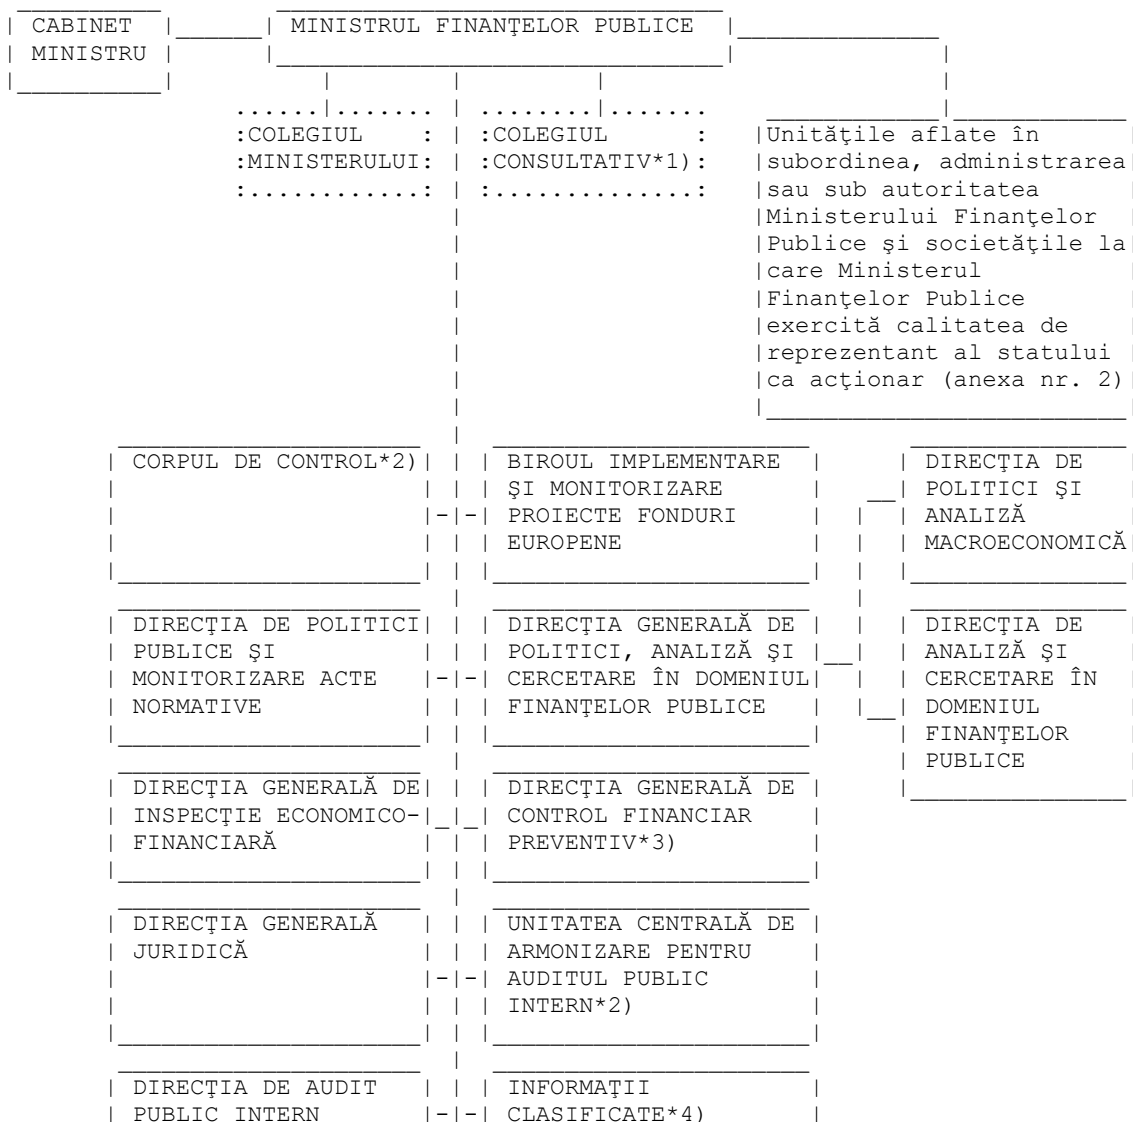 CABINET
MINISTRU
MINISTRUL FINANŢELOR PUBLICE
:COLEGIUL :
:MINISTERULUI:
:COLEGIUL :
:CONSULTATIV*1):
Unităţile aflate în
subordinea, administrarea
sau sub autoritatea
Ministerului Finanţelor
Publice şi societăţile la
care Ministerul
Finanţelor Publice
exercită calitatea de
reprezentant al statului
ca acţionar (anexa nr. 2)
CORPUL DE CONTROL*2)
BIROUL IMPLEMENTARE
ŞI MONITORIZARE
PROIECTE FONDURI
EUROPENE
DIRECŢIA DE
POLITICI ŞI
ANALIZĂ
MACROECONOMICĂ
DIRECŢIA DE POLITICI
PUBLICE ŞI
MONITORIZARE ACTE
NORMATIVE
DIRECŢIA GENERALĂ DE
POLITICI, ANALIZĂ ŞI
CERCETARE ÎN DOMENIUL
FINANŢELOR PUBLICE
DIRECŢIA DE
ANALIZĂ ŞI
CERCETARE ÎN
DOMENIUL
FINANŢELOR
PUBLICE
DIRECŢIA GENERALĂ DE
INSPECŢIE ECONOMICO-
FINANCIARĂ
DIRECŢIA GENERALĂ DE
CONTROL FINANCIAR
PREVENTIV*3)
DIRECŢIA GENERALĂ
JURIDICĂ
UNITATEA CENTRALĂ DE
ARMONIZARE PENTRU
AUDITUL PUBLIC
INTERN*2)
DIRECŢIA DE AUDIT
PUBLIC INTERN
INFORMAŢII
CLASIFICATE*4)